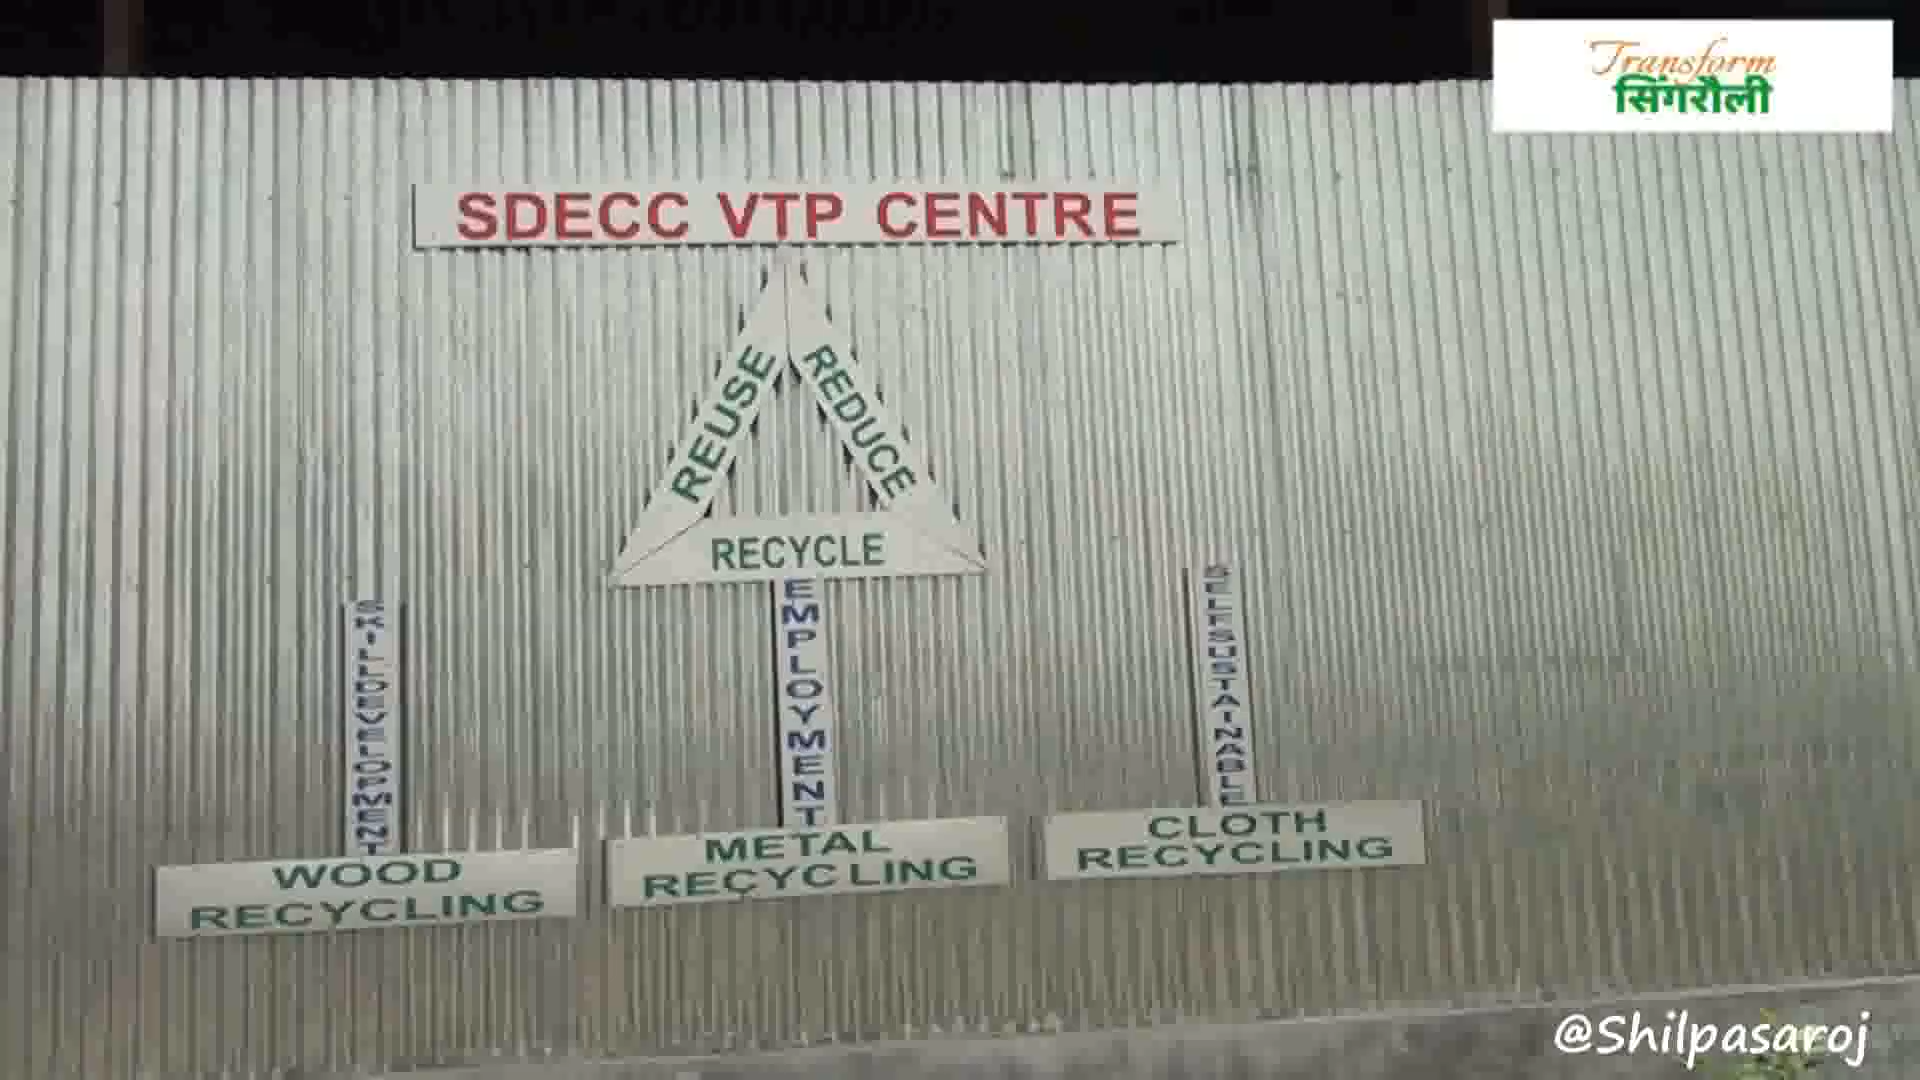 Transform
सिंगरौली
SDECC VTP CENTRE
REUSE
REDUCE
RECYCLE
SKILLDEVELOPMENT
EMPLOYMENT
SELFSUSTAINABLE
WOOD
RECYCLING
METAL
RECYCLING
CLOTH
RECYCLING
@Shilpasaroj